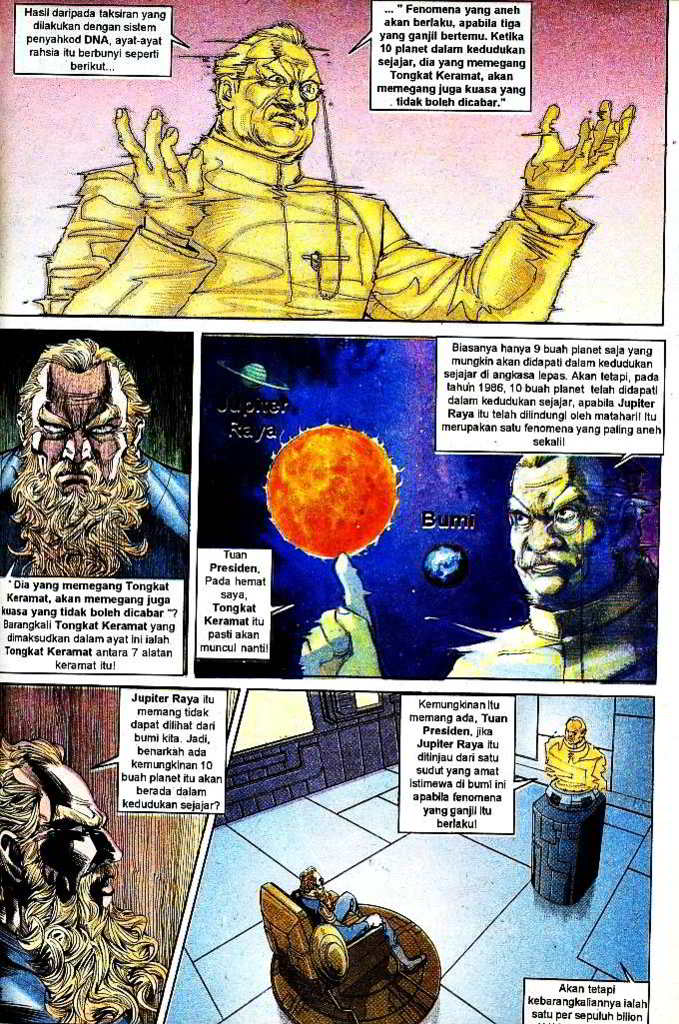 Hasil daripada taksiran yang
dilakukan dengan sistem
penyahkod DNA, ayat-ayat
rahsia itu berbunyi seperti
berikut...
... " Fenomena yang aneh
akan berlaku, apabila tiga
yang ganjil bertemu. Ketika
10 planet dalam kedudukan
sejajar, dia yang memegang
Tongkat Keramat, akan
memegang juga kuasa yang
tidak boleh dicabar."
" Dia yang memegang Tongkat
Keramat, akan memegang juga
kuasa yang tidak boleh dicabar "?
Barangkali Tongkat Keramat yang
dimaksudkan dalam ayat ini ialah
Tongkat Keramat antara 7 alatan
keramat itu!
Biasanya hanya 9 buah planet saja yang
mungkin akan didapati dalam kedudukan
sejajar di angkasa lepas. Akan tetapi, pada
tahun 1986, 10 buah planet telah didapati
dalam kedudukan sejajar, apabila Jupiter
Raya itu telah dilindungi oleh matahari! Itu
merupakan satu fenomena yang paling aneh
sekali!
Jupiter
Raya
Bumi
Tuan
Presiden.
Pada hemat
saya,
Tongkat
Keramat itu
pasti akan
muncul nanti!
Jupiter Raya itu
memang tidak
dapat dilihat dari
bumi kita. Jadi,
benarkah ada
kemungkinan 10
buah planet itu akan
berada dalam
kedudukan sejajar?
Kemungkinan itu
memang ada, Tuan
Presiden, jika
Jupiter Raya itu
ditinjau dari satu
sudut yang amat
istimewa di bumi ini
apabila fenomena
yang ganjil itu
berlaku!
Akan tetapi
kebarangkaliannya ialah
satu per sepuluh bilion